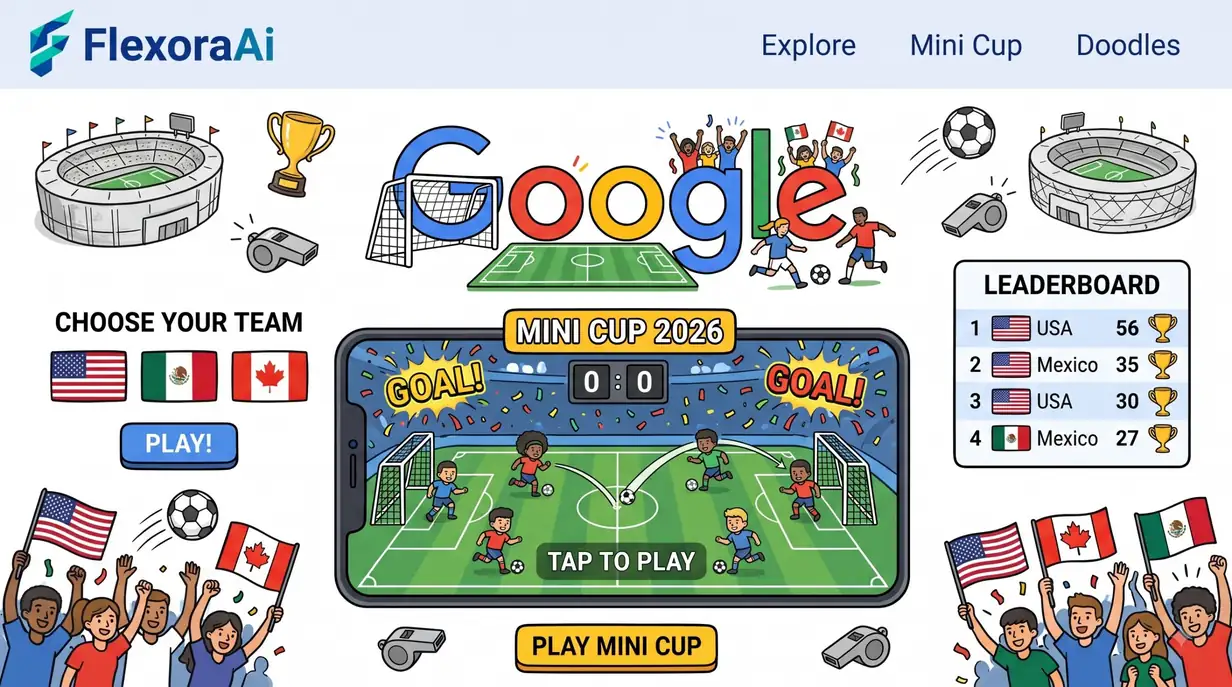 FlexoraAi
Explore
Mini Cup
Doodles
Google
CHOOSE YOUR TEAM
PLAY!
MINI CUP 2026
GOAL!
0 : 0
GOAL!
TAP TO PLAY
PLAY MINI CUP
LEADERBOARD
1 USA 56
2 Mexico 35
3 USA 30
4 Mexico 27